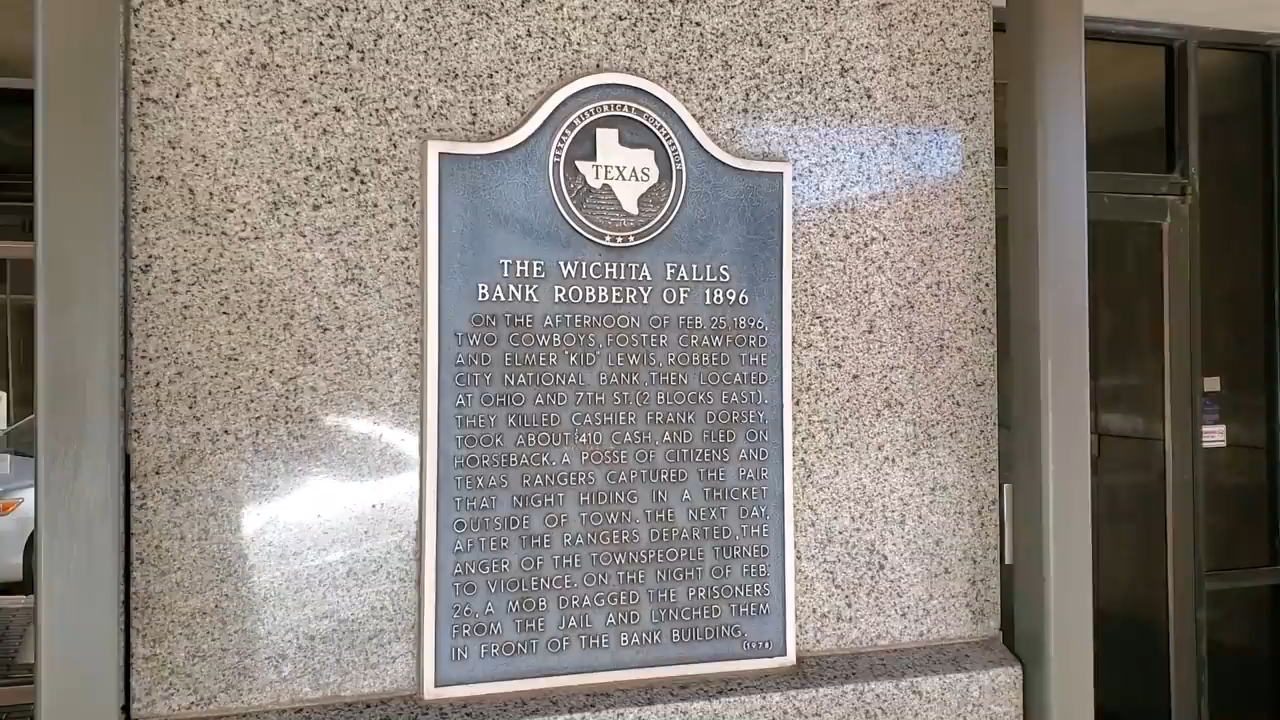 TEXAS HISTORICAL COMMISSION
TEXAS
THE WICHITA FALLS
BANK ROBBERY OF 1896
ON THE AFTERNOON OF FEB. 25, 1896,
TWO COWBOYS, FOSTER CRAWFORD
AND ELMER "KID" LEWIS, ROBBED THE
CITY NATIONAL BANK, THEN LOCATED
AT OHIO AND 7TH ST. (2 BLOCKS EAST).
THEY KILLED CASHIER FRANK DORSEY,
TOOK ABOUT $410 CASH, AND FLED ON
HORSEBACK. A POSSE OF CITIZENS AND
TEXAS RANGERS CAPTURED THE PAIR
THAT NIGHT HIDING IN A THICKET
OUTSIDE OF TOWN. THE NEXT DAY,
AFTER THE RANGERS DEPARTED, THE
ANGER OF THE TOWNSPEOPLE TURNED
TO VIOLENCE. ON THE NIGHT OF FEB.
26, A MOB DRAGGED THE PRISONERS
FROM THE JAIL AND LYNCHED THEM
IN FRONT OF THE BANK BUILDING.
(1978)